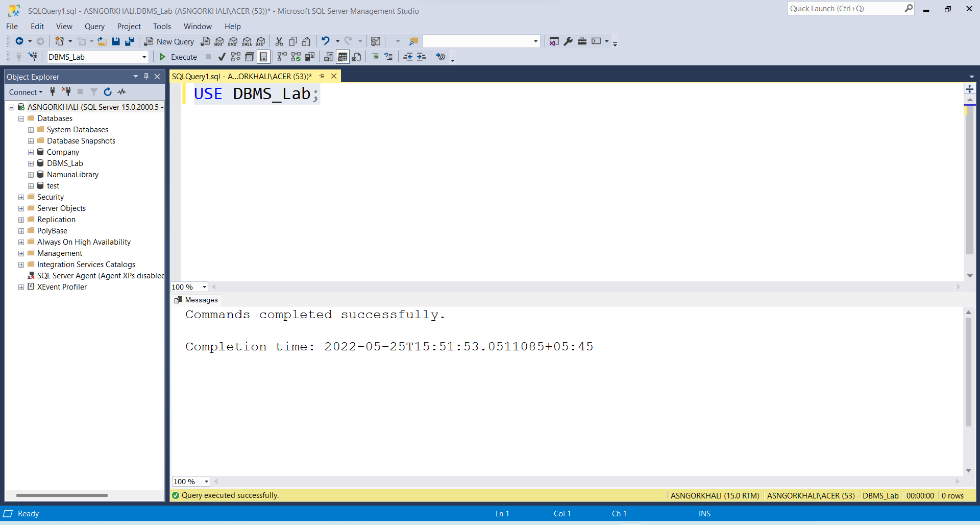 SQLQuery1.sql - ASNGORKHALI.DBMS_Lab (ASNGORKHALI\ACER (53))* - Microsoft SQL Server Management Studio
Quick Launch (Ctrl+Q)
File Edit View Query Project Tools Window Help
New Query
DBMS_Lab
Execute
Object Explorer
Connect
ASNGORKHALI (SQL Server 15.0.2000.5 -
Databases
System Databases
Database Snapshots
Company
DBMS_Lab
NamunaLibrary
test
Security
Server Objects
Replication
PolyBase
Always On High Availability
Management
Integration Services Catalogs
SQL Server Agent (Agent XPs disabled
XEvent Profiler
SQLQuery1.sql - A...ORKHALI\ACER (53))*
USE DBMS_Lab;
100 %
Messages
Commands completed successfully.
Completion time: 2022-05-25T15:51:53.0511085+05:45
100 %
Query executed successfully.
ASNGORKHALI (15.0 RTM) ASNGORKHALI\ACER (53) DBMS_Lab 00:00:00 0 rows
Ready Ln 1 Col 1 Ch 1 INS